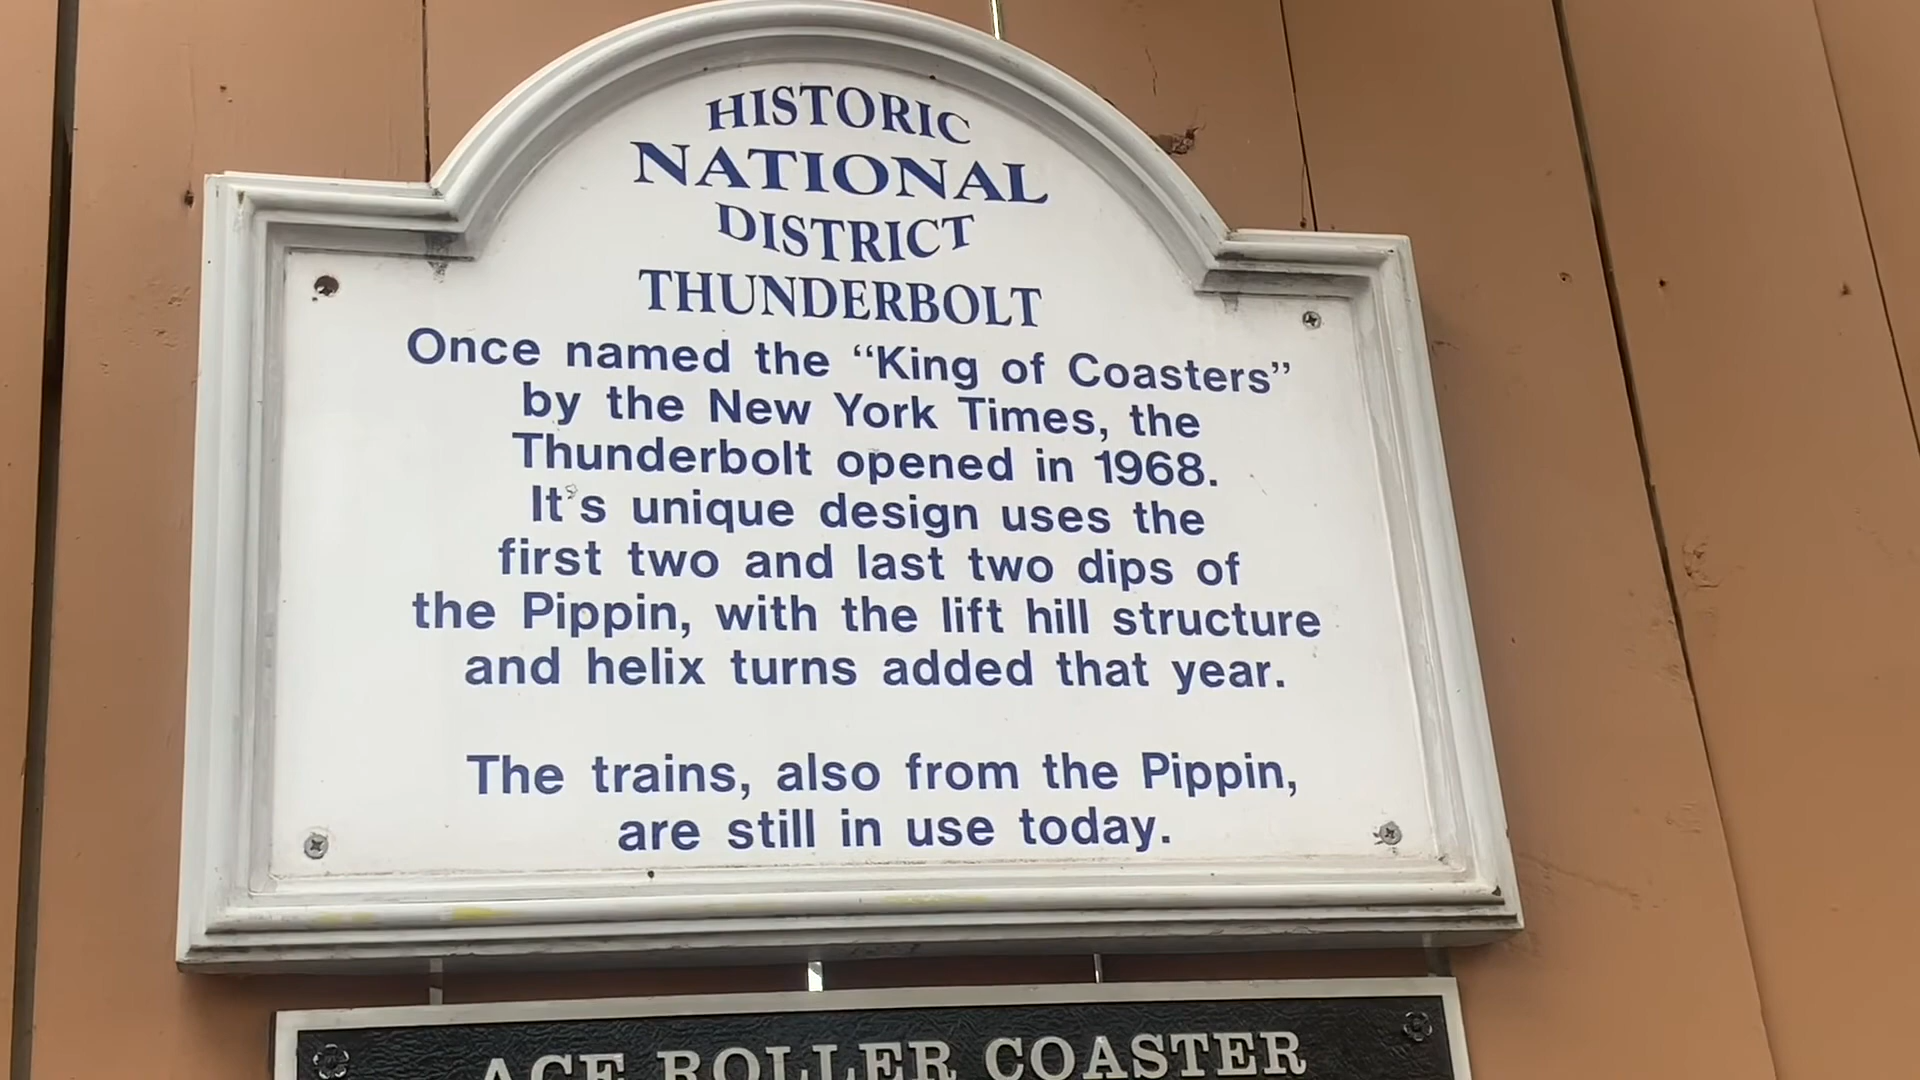 HISTORIC
NATIONAL
DISTRICT
THUNDERBOLT
Once named the “King of Coasters”
by the New York Times, the
Thunderbolt opened in 1968.
It's unique design uses the
first two and last two dips of
the Pippin, with the lift hill structure
and helix turns added that year.
The trains, also from the Pippin,
are still in use today.
ACE ROLLER COASTER